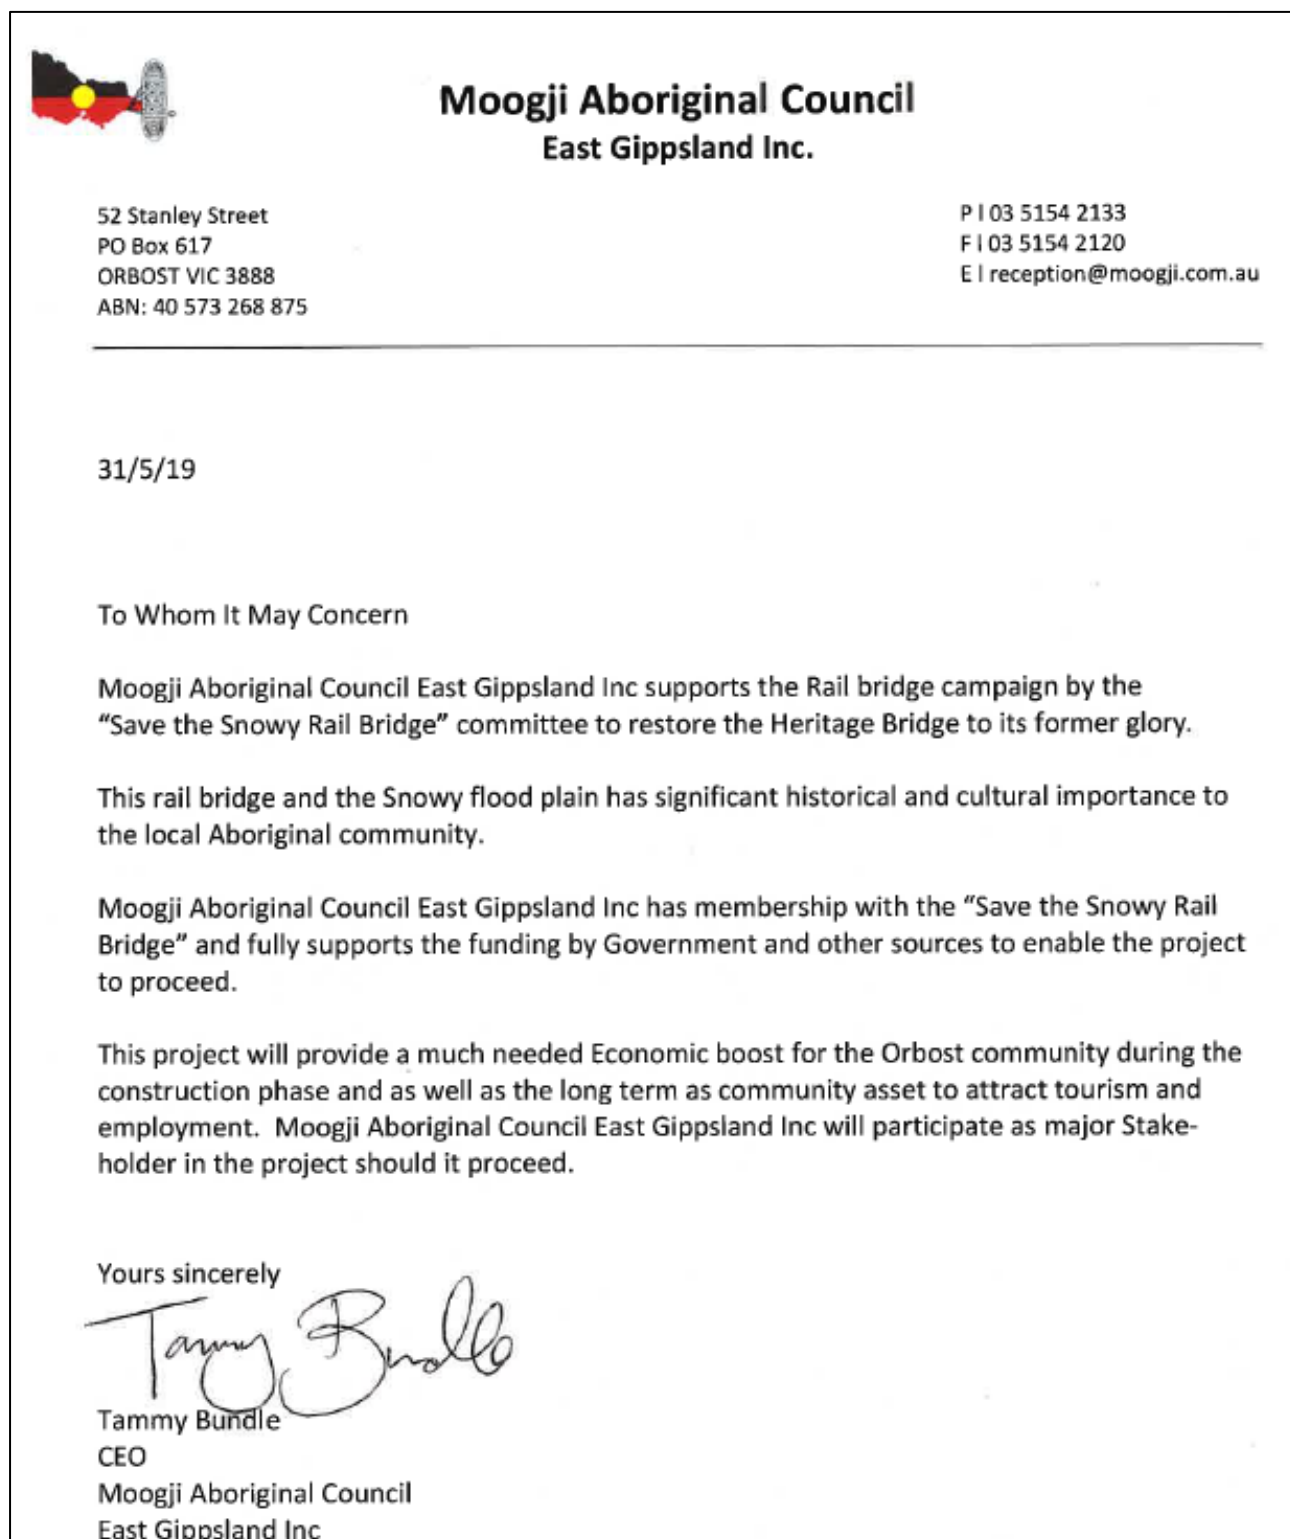 Moogji Aboriginal Council
East Gippsland Inc.
52 Stanley Street
PO Box 617
ORBOST VIC 3888
ABN: 40 573 268 875
P l 03 5154 2133
F l 03 5154 2120
E l reception@moogji.com.au
31/5/19
To Whom It May Concern
Moogji Aboriginal Council East Gippsland Inc supports the Rail bridge campaign by the
“Save the Snowy Rail Bridge” committee to restore the Heritage Bridge to its former glory.
This rail bridge and the Snowy flood plain has significant historical and cultural importance to
the local Aboriginal community.
Moogji Aboriginal Council East Gippsland Inc has membership with the “Save the Snowy Rail
Bridge” and fully supports the funding by Government and other sources to enable the project
to proceed.
This project will provide a much needed Economic boost for the Orbost community during the
construction phase and as well as the long term as community asset to attract tourism and
employment.  Moogji Aboriginal Council East Gippsland Inc will participate as major Stake-
holder in the project should it proceed.
Yours sincerely
Tammy Bundle
Tammy Bundle
CEO
Moogji Aboriginal Council
East Gippsland Inc